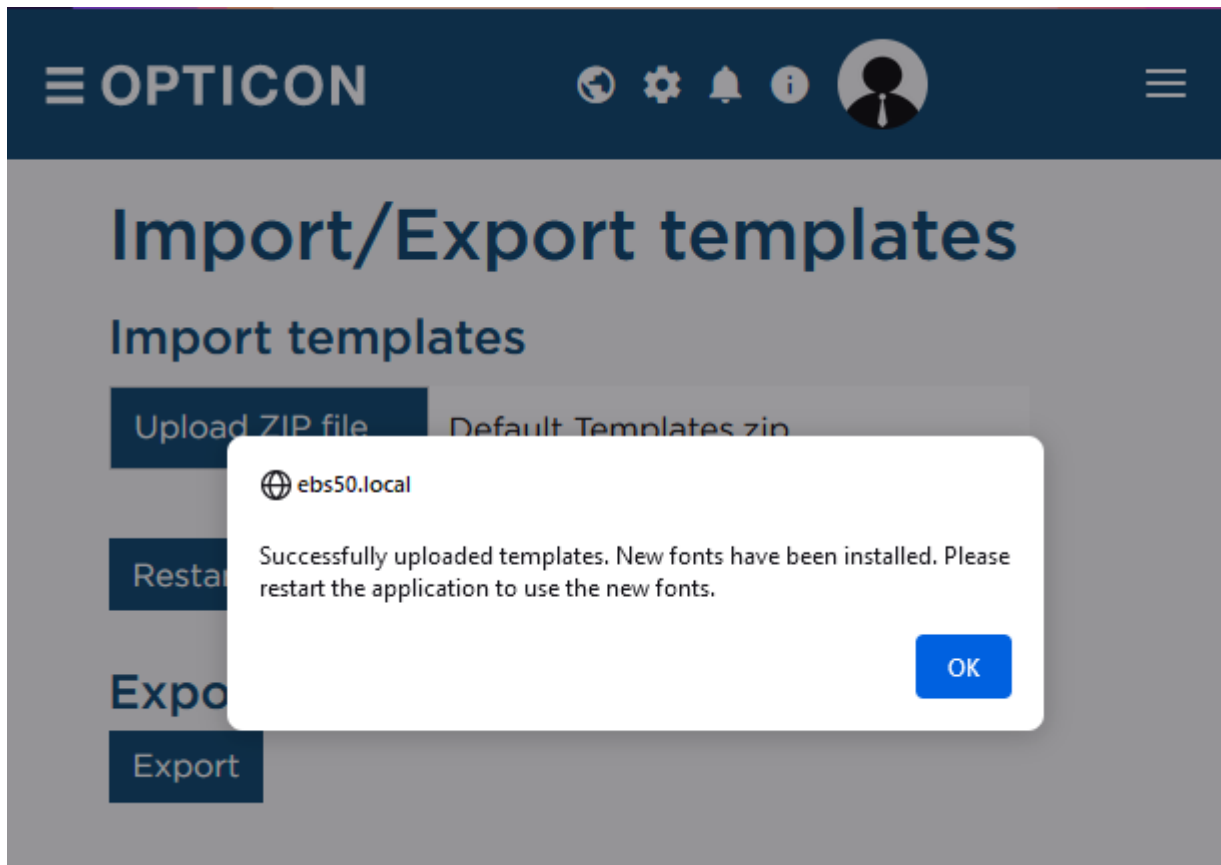 OPTICON
Import/Export templates
Import templates
Upload ZIP file
Default Templates.zip
ebs50.local
Successfully uploaded templates. New fonts have been installed. Please
restart the application to use the new fonts.
OK
Export